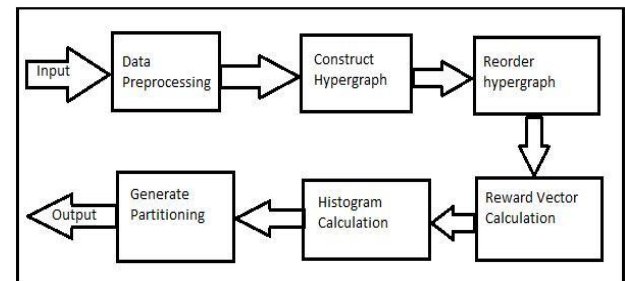 Input
Data
Preprocessing
Construct
Hypergraph
Reorder
hypergraph
Reward Vector
Calculation
Histogram
Calculation
Generate
Partitioning
Output